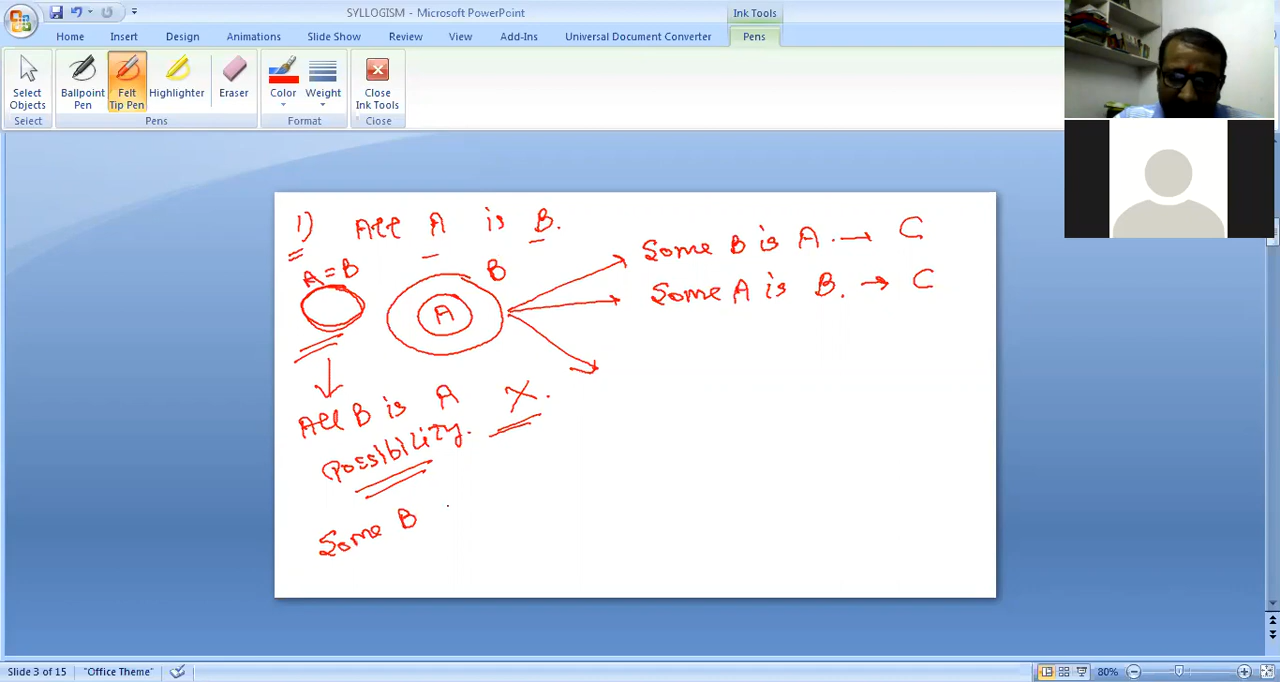 SYLLOGISM - Microsoft PowerPoint
Ink Tools
Home Insert Design Animations Slide Show Review View Add-Ins Universal Document Converter Pens
Select Objects
Ballpoint Pen
Felt Tip Pen
Highlighter
Eraser
Color
Weight
Close Ink Tools
Select Pens Format Close
1) All A is B.
A = B
B
A
Some B is A. → C
Some A is B. → C
All B is A X.
possibility.
Some B
Slide 3 of 15 "Office Theme" 80%